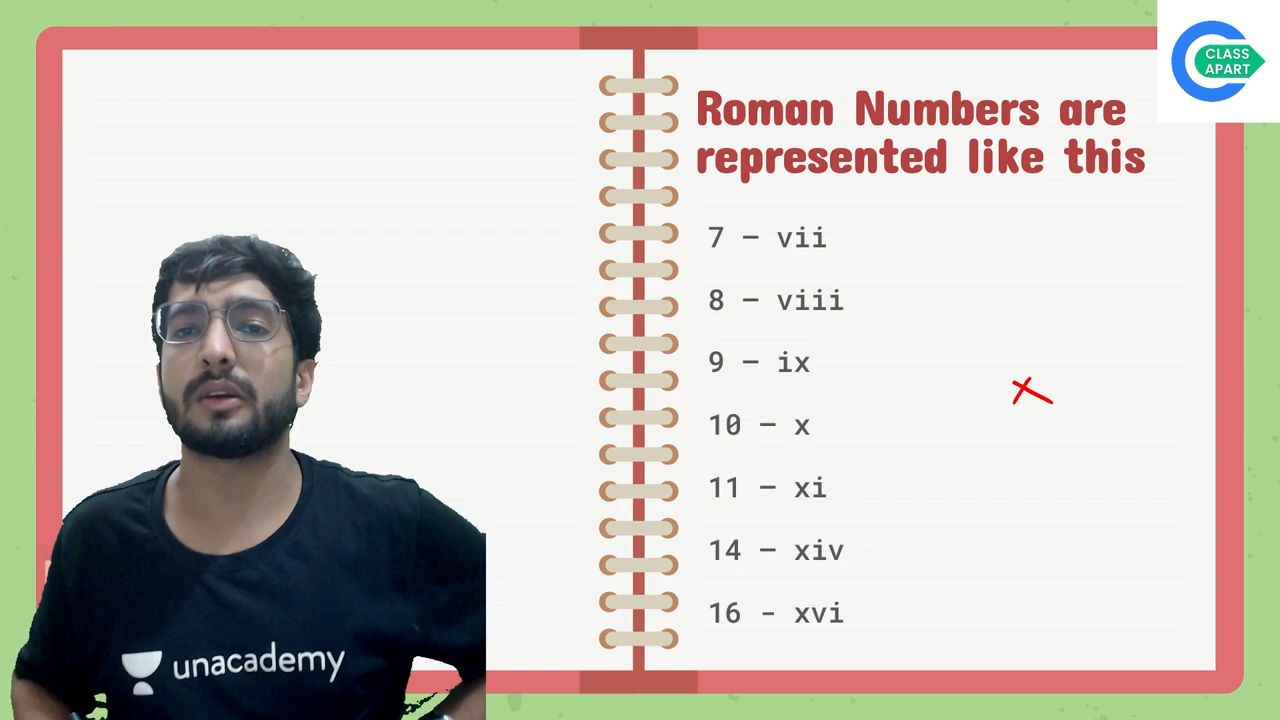 CLASS
APART
Roman Numbers are
represented like this
7 – vii
8 – viii
9 – ix
10 – x
11 – xi
14 – xiv
16 - xvi
unacademy